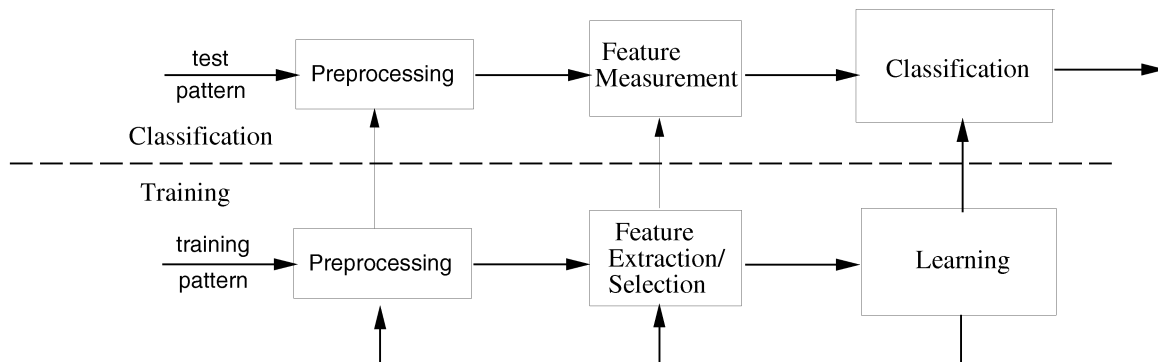 test
pattern
Preprocessing
Feature
Measurement
Classification
Classification
Training
training
pattern
Preprocessing
Feature
Extraction/
Selection
Learning